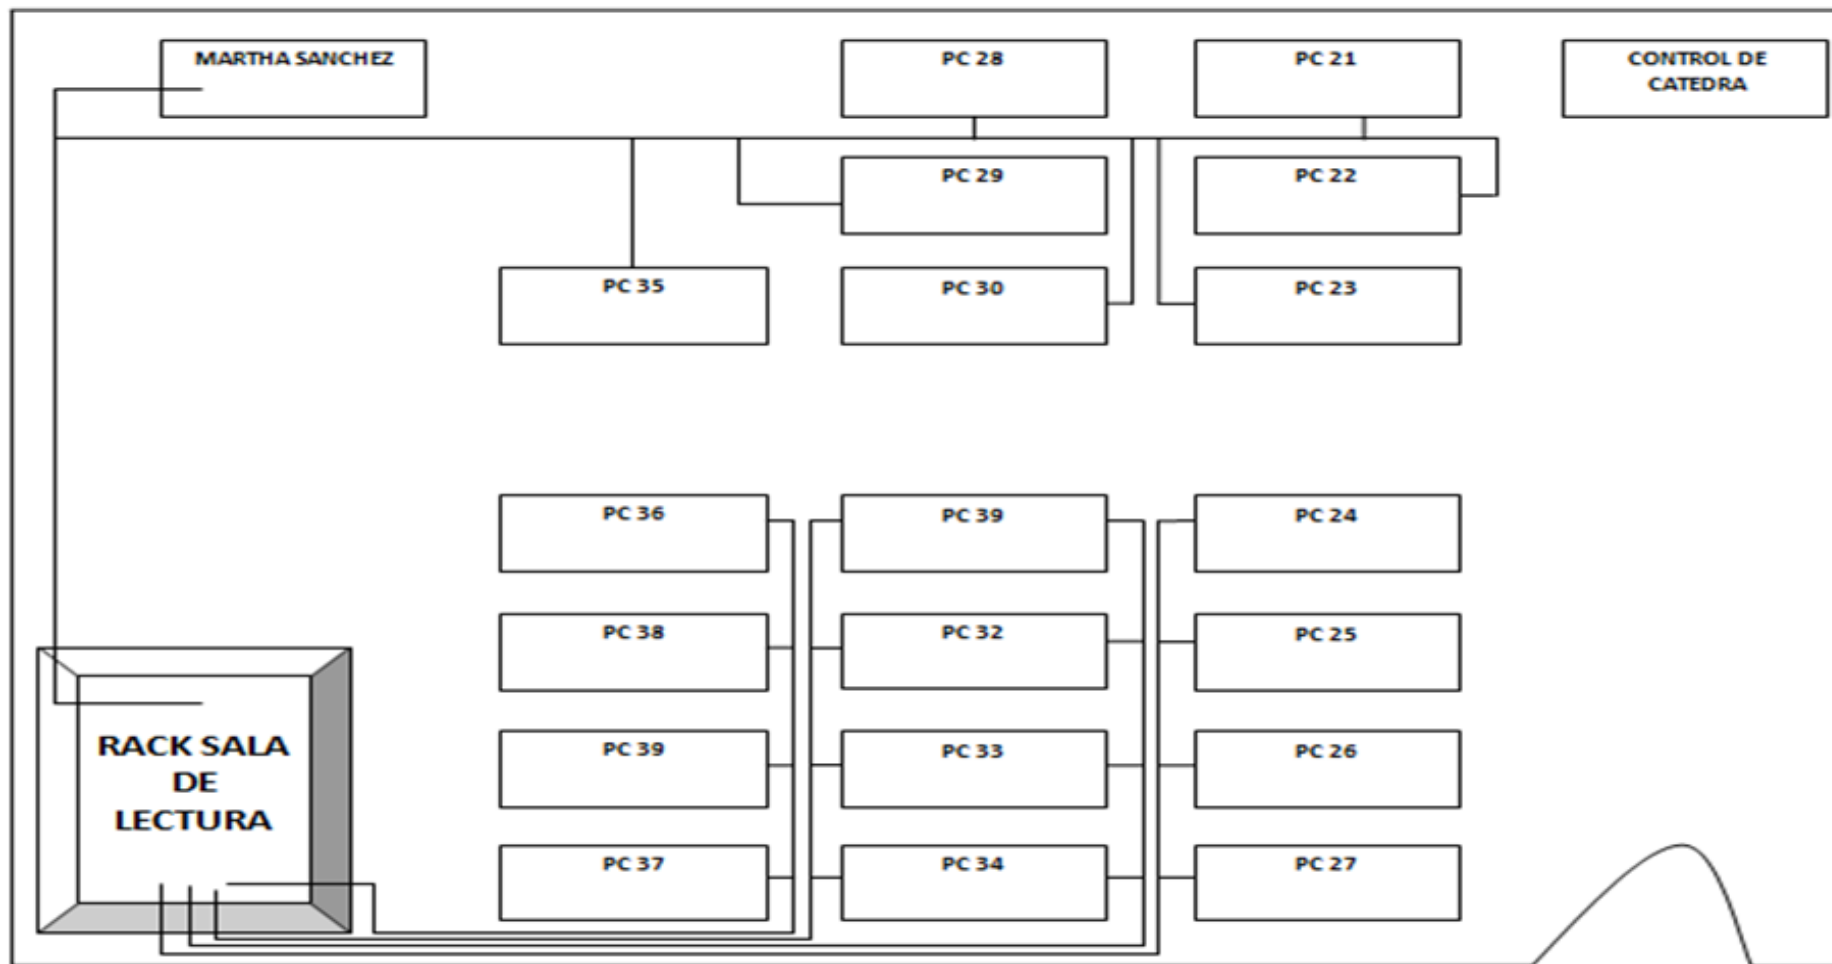 MARTHA SANCHEZ
PC 28
PC 21
CONTROL DE
CATEDRA
PC 29
PC 22
PC 35
PC 30
PC 23
PC 36
PC 39
PC 24
PC 38
PC 32
PC 25
RACK SALA
DE
LECTURA
PC 39
PC 33
PC 26
PC 37
PC 34
PC 27